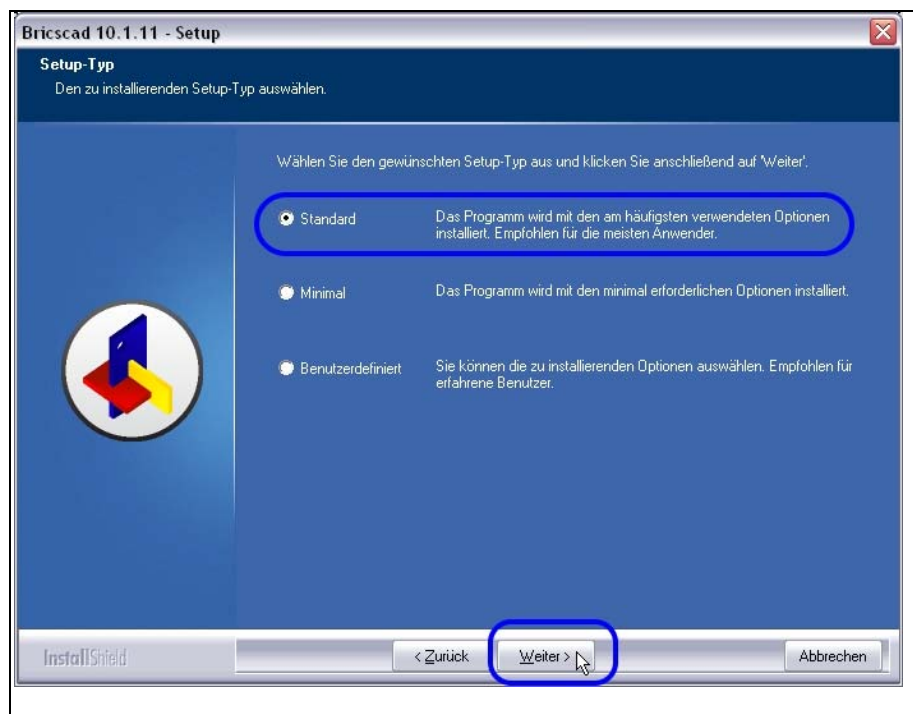 Bricscad 10.1.11 - Setup
Setup-Typ
Den zu installierenden Setup-Typ auswählen.
Wählen Sie den gewünschten Setup-Typ aus und klicken Sie anschließend auf 'Weiter'.
Standard
Das Programm wird mit den am häufigsten verwendeten Optionen
installiert. Empfohlen für die meisten Anwender.
Minimal
Das Programm wird mit den minimal erforderlichen Optionen installiert.
Benutzerdefiniert
Sie können die zu installierenden Optionen auswählen. Empfohlen für
erfahrene Benutzer.
InstallShield
< Zurück
Weiter >
Abbrechen